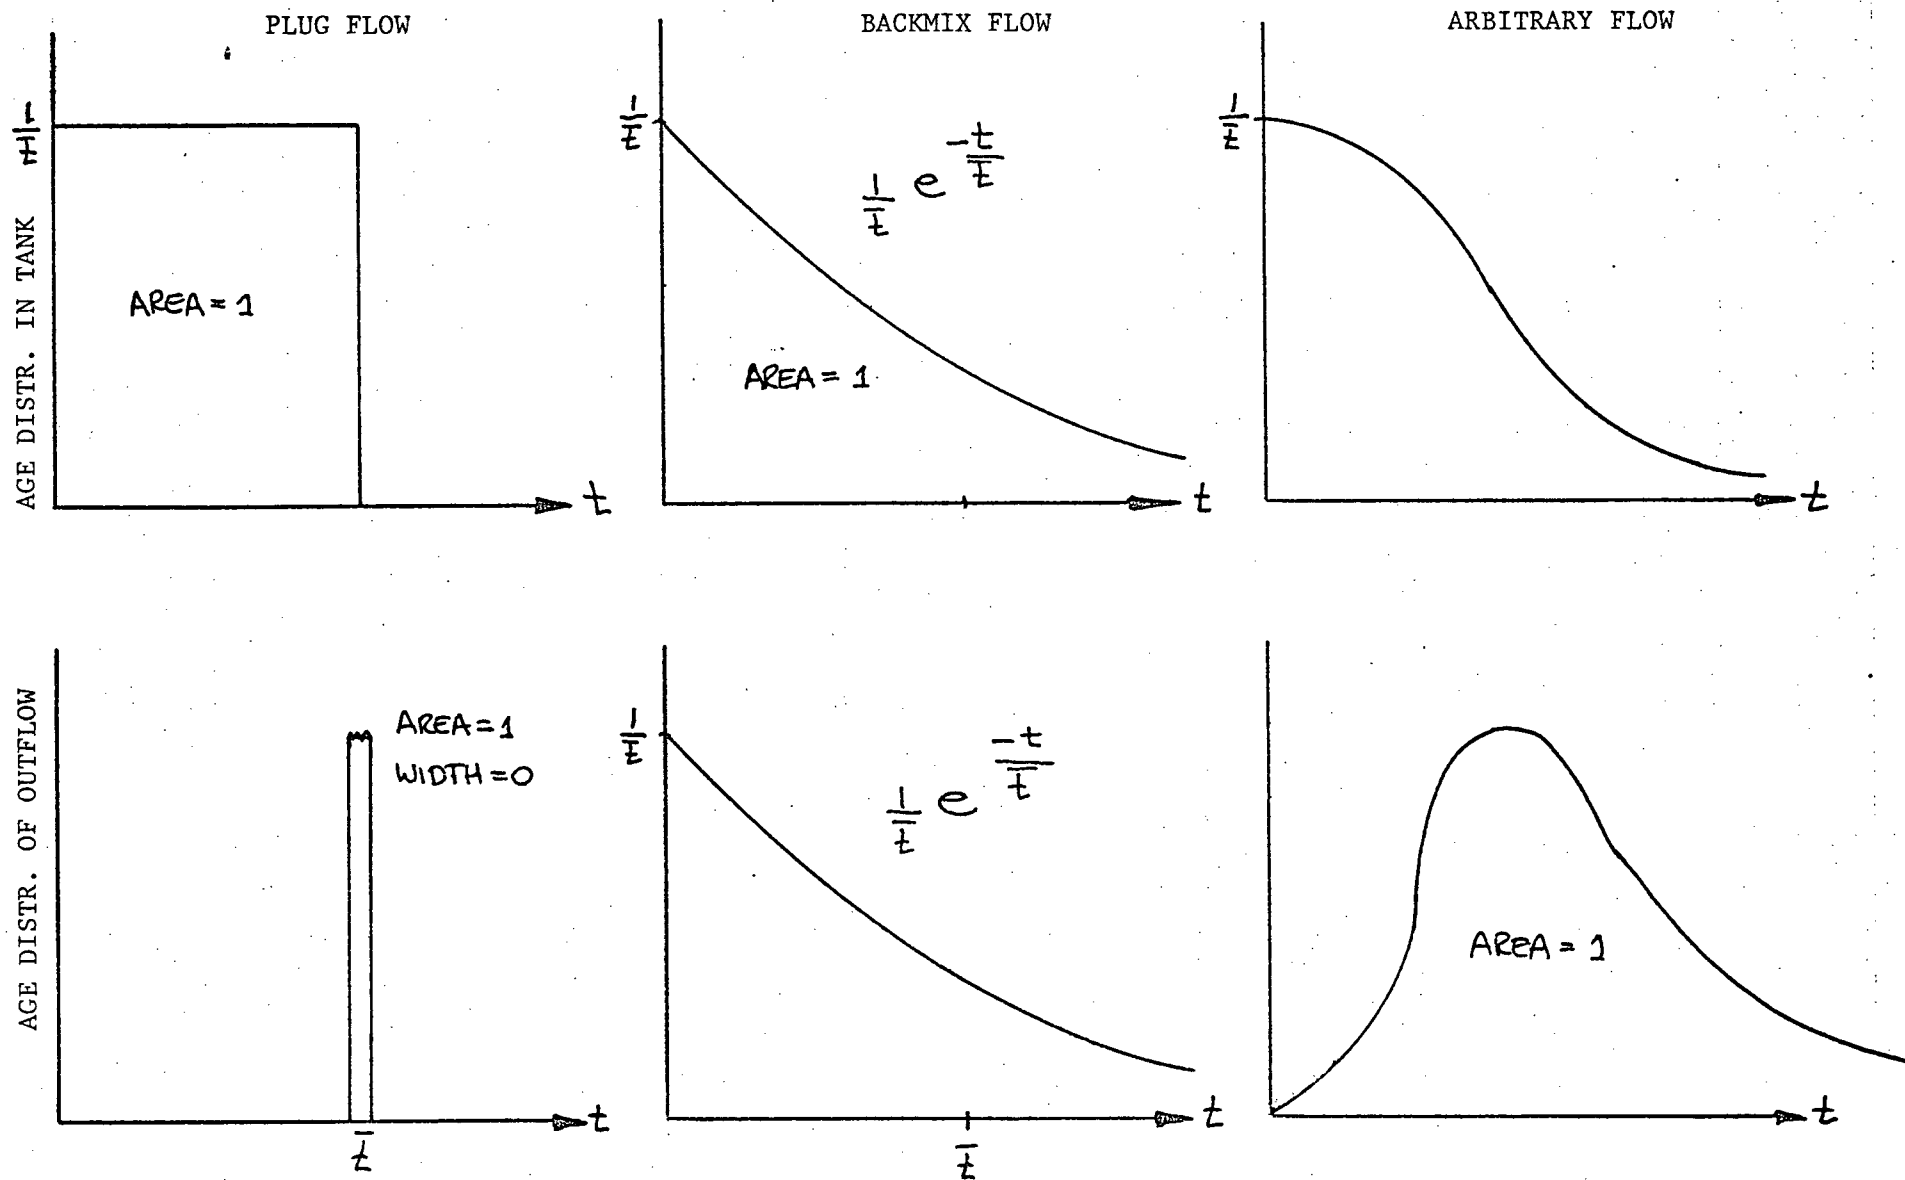 PLUG FLOW
BACKMIX FLOW
ARBITRARY FLOW
AGE DISTR. IN TANK
1/t̄
AREA = 1
t
1/t̄
1/t̄ e^(-t/t̄)
AREA = 1
t
1/t̄
t
AGE DISTR. OF OUTFLOW
AREA = 1
WIDTH = 0
t
t̄
1/t̄
1/t̄ e^(-t/t̄)
t
t̄
AREA = 1
t